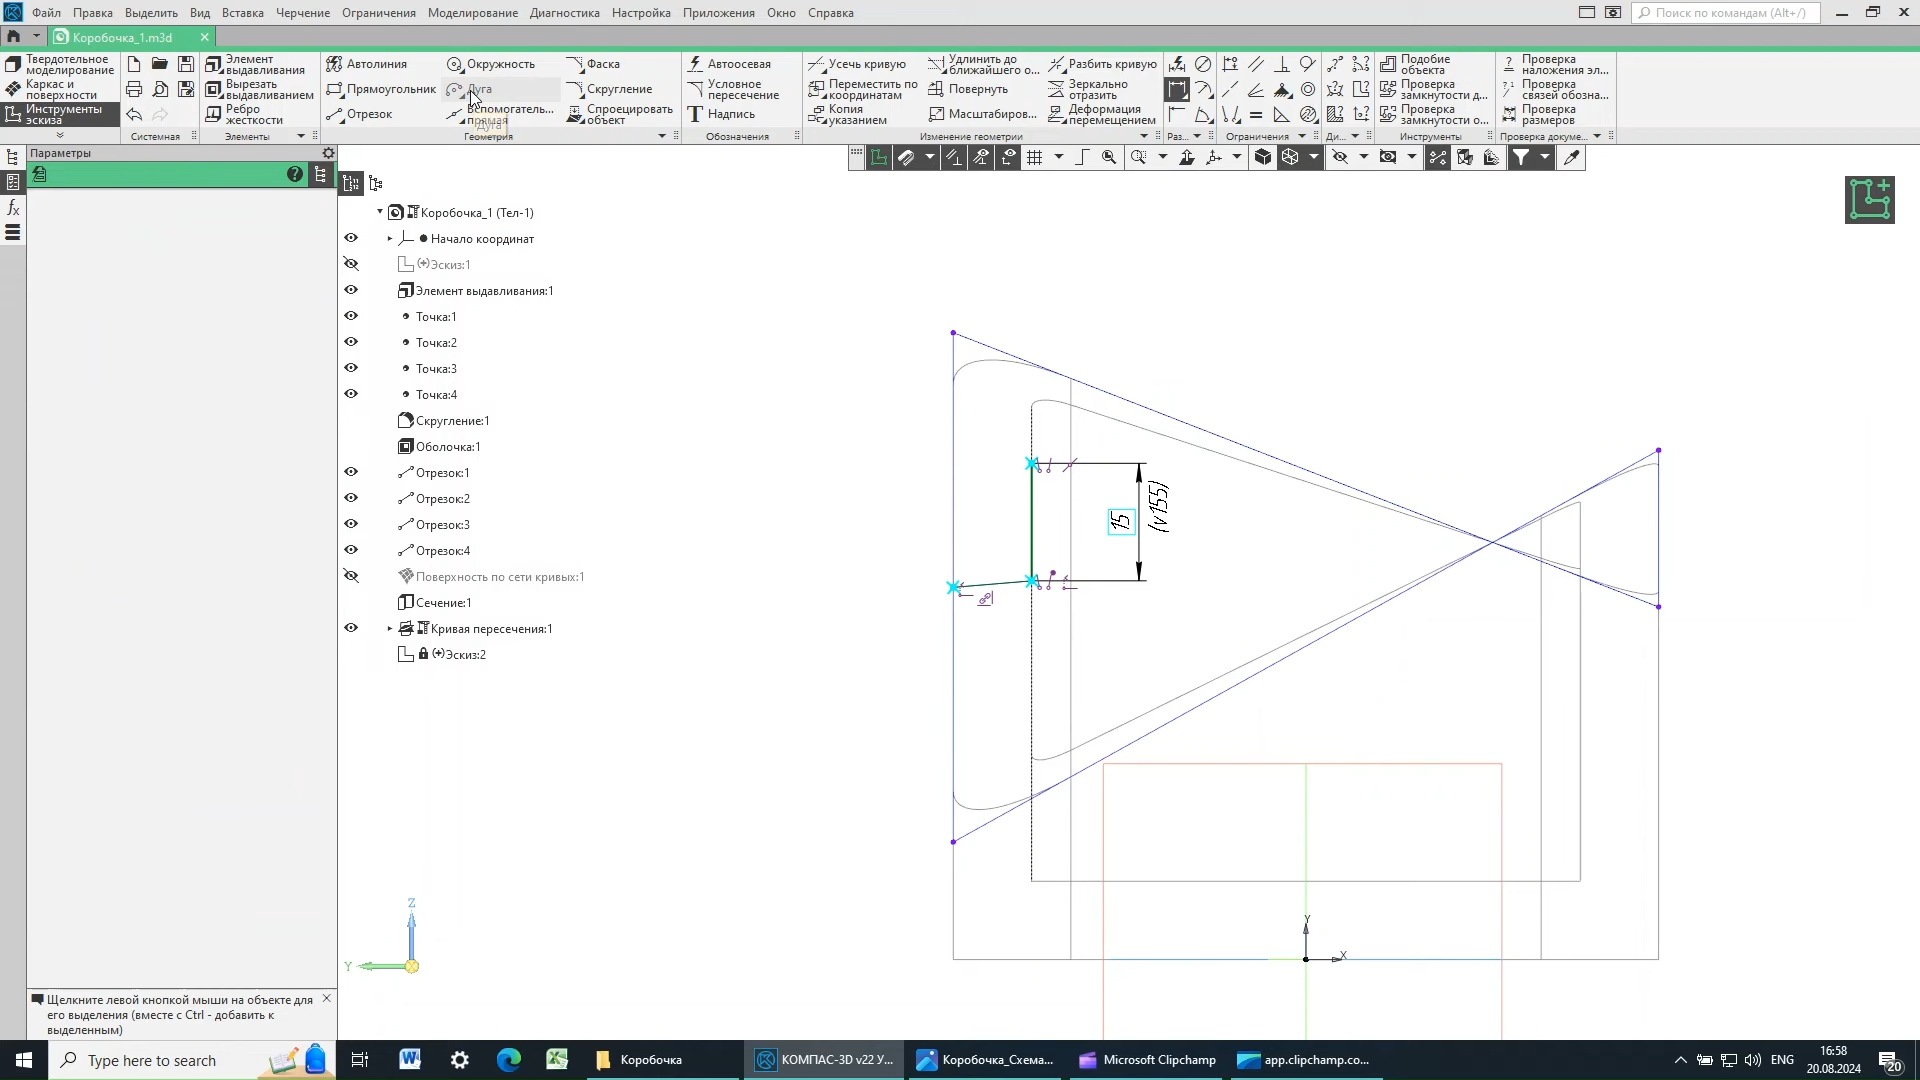 Файл Правка Выделить Вид Вставка Черчение Ограничения Моделирование Диагностика Настройка Приложения Окно Справка
Поиск по командам (Alt+/)
Коробочка_1.m3d
Твердотельное моделирование
Каркас и поверхности
Инструменты эскиза
Системная
Элемент выдавливания
Вырезать выдавливанием
Ребро жесткости
Элементы
Автолиния
Прямоугольник
Отрезок
Окружность
Дуга
Вспомогатель... прямая
Дуга
Фаска
Скругление
Спроецировать объект
Геометрия
Автоосевая
Условное пересечение
Надпись
Обозначения
Усечь кривую
Переместить по координатам
Копия указанием
Удлинить до ближайшего о...
Повернуть
Масштабиров...
Разбить кривую
Зеркально отразить
Деформация перемещением
Изменение геометрии
Раз...
Ограничения
Ди...
Подобие объекта
Проверка замкнутости д...
Проверка замкнутости о...
Инструменты
Проверка наложения эл...
Проверка связей обозна...
Проверка размеров
Проверка докуме...
Параметры
Коробочка_1 (Тел-1)
Начало координат
(+)Эскиз:1
Элемент выдавливания:1
Точка:1
Точка:2
Точка:3
Точка:4
Скругление:1
Оболочка:1
Отрезок:1
Отрезок:2
Отрезок:3
Отрезок:4
Поверхность по сети кривых:1
Сечение:1
Кривая пересечения:1
(+)Эскиз:2
15
(v155)
Z
Y
Y
X
Щелкните левой кнопкой мыши на объекте для
его выделения (вместе с Ctrl - добавить к
выделенным)
Type here to search
Коробочка
КОМПАС-3D v22 У...
Коробочка_Схема...
Microsoft Clipchamp
app.clipchamp.co...
ENG
16:58
20.08.2024
20